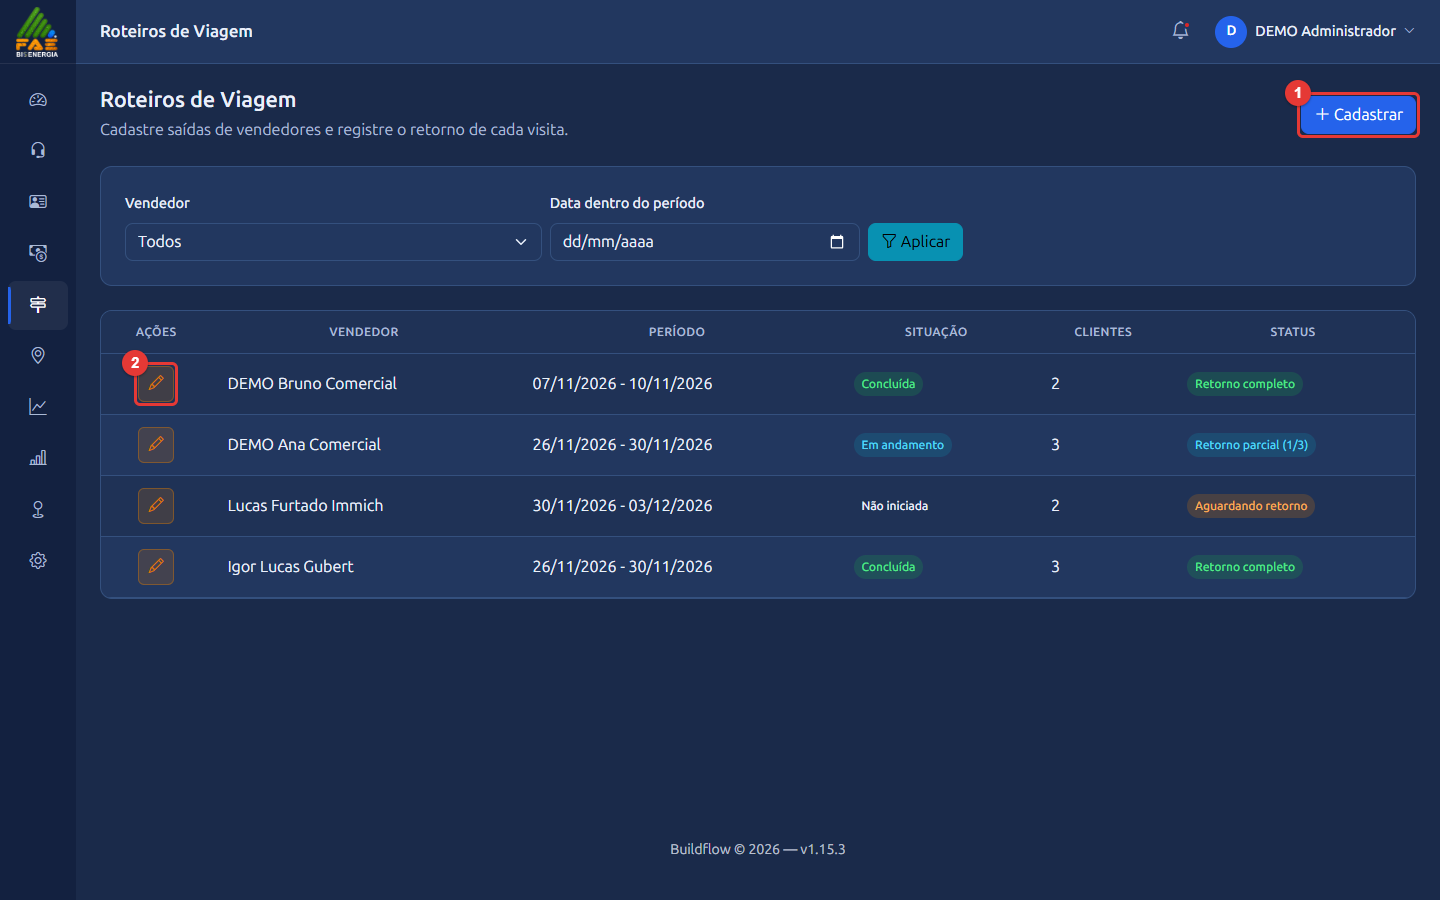 FAE
BIOENERGIA
Roteiros de Viagem
D
DEMO Administrador
Roteiros de Viagem
Cadastre saídas de vendedores e registre o retorno de cada visita.
1
+ Cadastrar
Vendedor
Data dentro do período
Todos
dd/mm/aaaa
Aplicar
AÇÕES VENDEDOR PERÍODO SITUAÇÃO CLIENTES STATUS
2
DEMO Bruno Comercial 07/11/2026 - 10/11/2026 Concluída 2 Retorno completo
DEMO Ana Comercial 26/11/2026 - 30/11/2026 Em andamento 3 Retorno parcial (1/3)
Lucas Furtado Immich 30/11/2026 - 03/12/2026 Não iniciada 2 Aguardando retorno
Igor Lucas Gubert 26/11/2026 - 30/11/2026 Concluída 3 Retorno completo
Buildflow © 2026 — v1.15.3